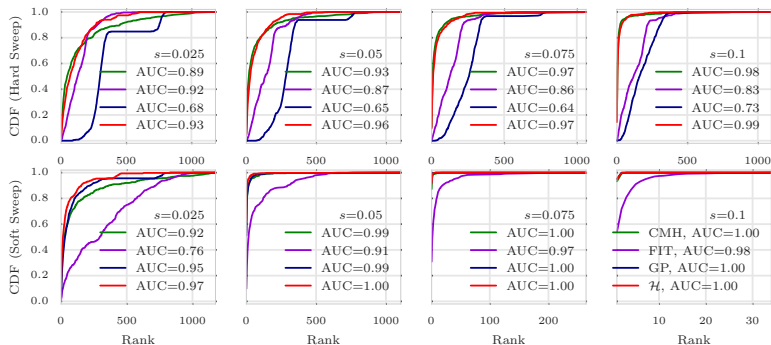 CDF (Hard Sweep)
1.0
0.8
0.6
0.4
0.2
0.0
s=0.025
AUC=0.89
AUC=0.92
AUC=0.68
AUC=0.93
0 500 1000
s=0.05
AUC=0.93
AUC=0.87
AUC=0.65
AUC=0.96
0 500 1000
s=0.075
AUC=0.97
AUC=0.86
AUC=0.64
AUC=0.97
0 100 200
s=0.1
AUC=0.98
AUC=0.83
AUC=0.73
AUC=0.99
100 200 300
CDF (Soft Sweep)
1.0
0.8
0.6
0.4
0.2
0.0
s=0.025
AUC=0.92
AUC=0.76
AUC=0.95
AUC=0.97
0 500 1000
Rank
s=0.05
AUC=0.99
AUC=0.91
AUC=0.99
AUC=1.00
0 500 1000
Rank
s=0.075
AUC=1.00
AUC=0.97
AUC=1.00
AUC=1.00
0 100 200
Rank
s=0.1
CMH, AUC=1.00
FIT, AUC=0.98
GP, AUC=1.00
ℋ, AUC=1.00
10 20 30
Rank